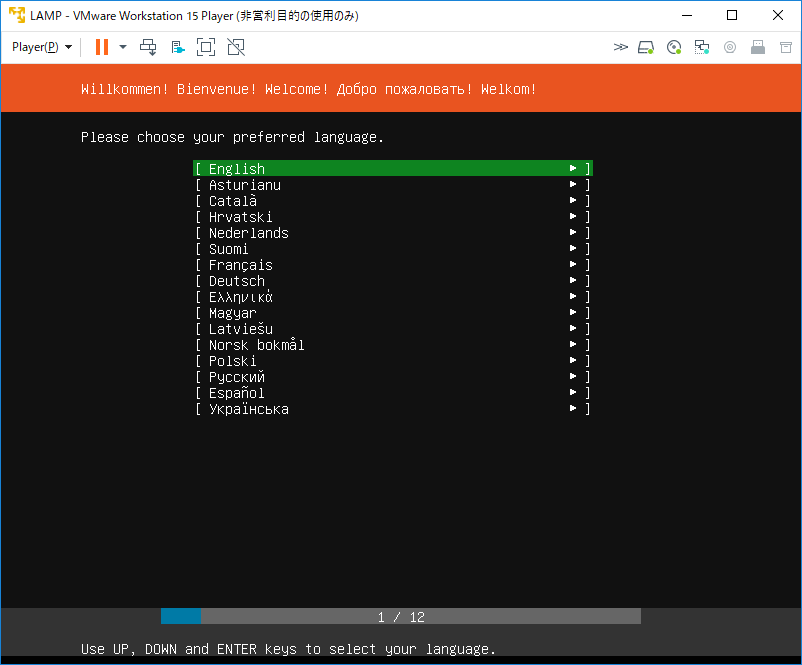 LAMP - VMware Workstation 15 Player (非営利目的の使用のみ)
Player(P)
Willkommen! Bienvenue! Welcome! Добро пожаловать! Welkom!
Please choose your preferred language.
[ English ► ]
[ Asturianu ► ]
[ Català ► ]
[ Hrvatski ► ]
[ Nederlands ► ]
[ Suomi ► ]
[ Français ► ]
[ Deutsch ► ]
[ Ελληνικά ► ]
[ Magyar ► ]
[ Latviešu ► ]
[ Norsk bokmål ► ]
[ Polski ► ]
[ Русский ► ]
[ Español ► ]
[ Українська ► ]
1 / 12
Use UP, DOWN and ENTER keys to select your language.